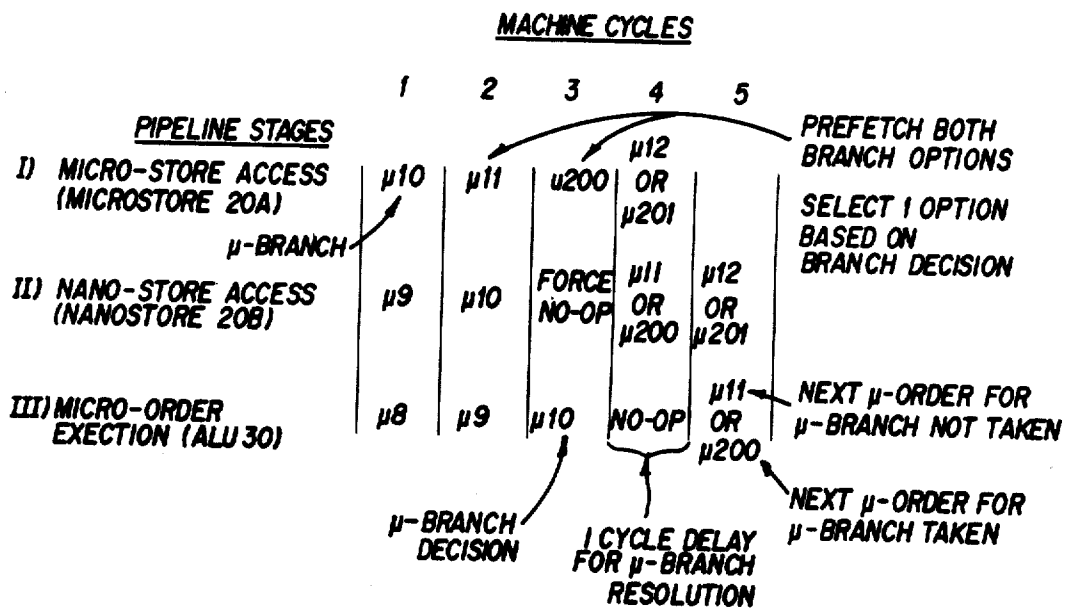 MACHINE CYCLES
1 2 3 4 5
PIPELINE STAGES
PREFETCH BOTH
BRANCH OPTIONS
I) MICRO-STORE ACCESS
(MICROSTORE 20A)
μ10 μ11 u200
μ12
OR
μ201
SELECT 1 OPTION
BASED ON
BRANCH DECISION
μ-BRANCH
II) NANO-STORE ACCESS
(NANOSTORE 20B)
μ9 μ10
FORCE
NO-OP
μ11
OR
μ200
μ12
OR
μ201
III) MICRO-ORDER
EXECTION (ALU 30)
μ8 μ9 μ10 NO-OP
μ11
OR
μ200
NEXT μ-ORDER FOR
μ-BRANCH NOT TAKEN
NEXT μ-ORDER FOR
μ-BRANCH TAKEN
μ-BRANCH
DECISION
1 CYCLE DELAY
FOR μ-BRANCH
RESOLUTION